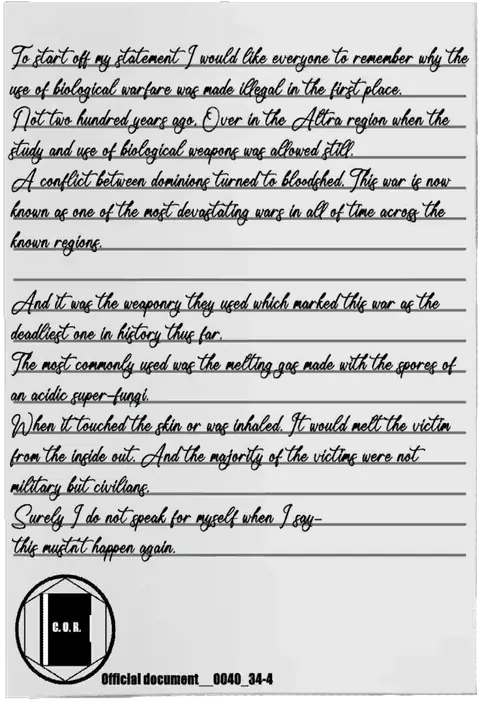 To start off my statement I would like everyone to remember why the
use of biological warfare was made illegal in the first place.
Not two hundred years ago, Over in the Altra region when the
study and use of biological weapons was allowed still.
A conflict between dominions turned to bloodshed. This war is now
known as one of the most devastating wars in all of time across the
known regions.
And it was the weaponry they used which marked this war as the
deadliest one in history thus far.
The most commonly used was the melting gas made with the spores of
an acidic super-fungi.
When it touched the skin or was inhaled. It would melt the victim
from the inside out. And the majority of the victims were not
military but civilians.
Surely I do not speak for myself when I say-
this mustn't happen again.
C. O. R.
Official document__0040_34-4